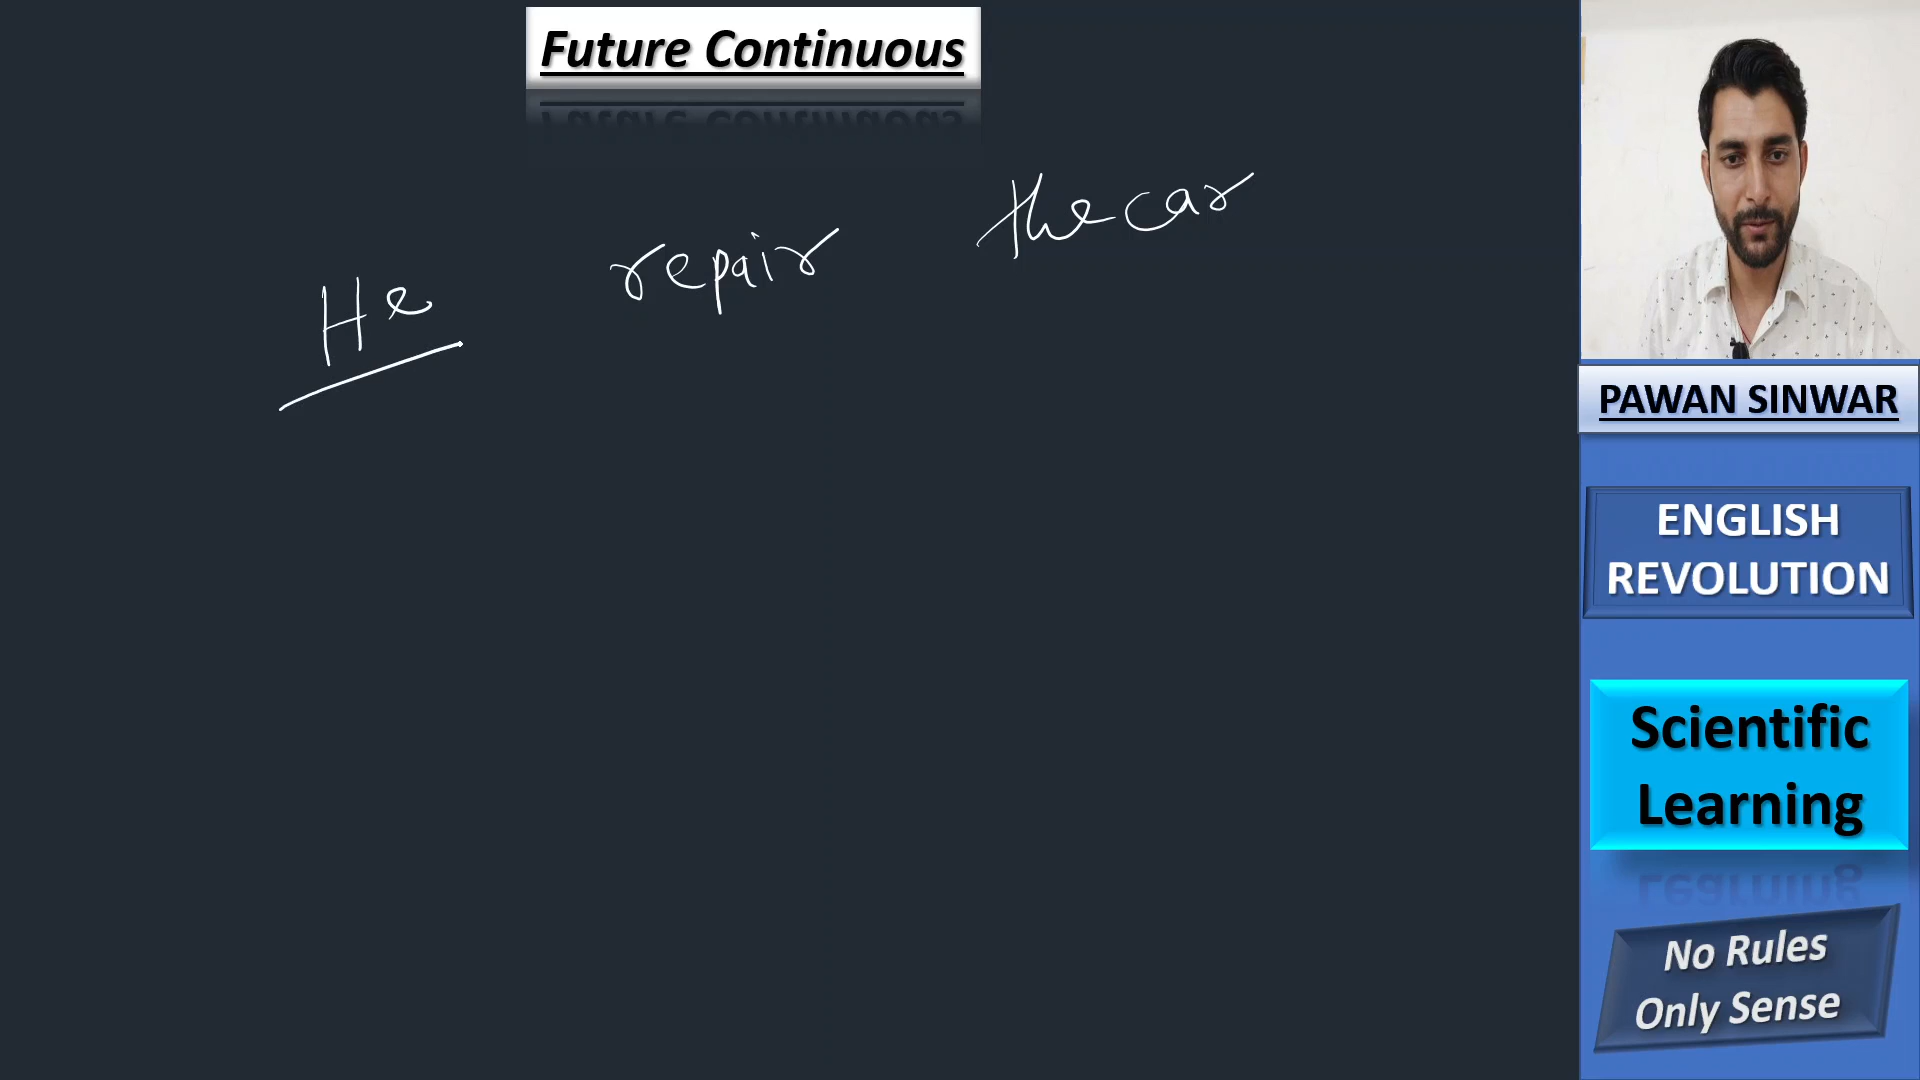 Future Continuous
He repair the car
PAWAN SINWAR
ENGLISH
REVOLUTION
Scientific
Learning
No Rules
Only Sense